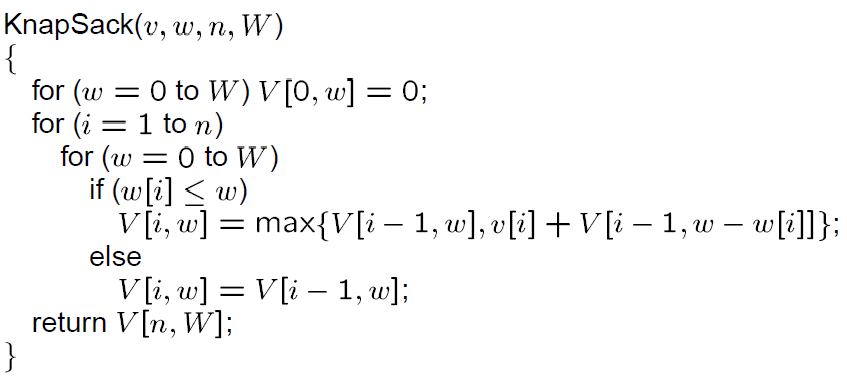 KnapSack(v, w, n, W)
{
for (w = 0 to W) V[0, w] = 0;
for (i = 1 to n)
for (w = 0 to W)
if (w[i] ≤ w)
V[i, w] = max{V[i − 1, w], v[i] + V[i − 1, w − w[i]]};
else
V[i, w] = V[i − 1, w];
return V[n, W];
}